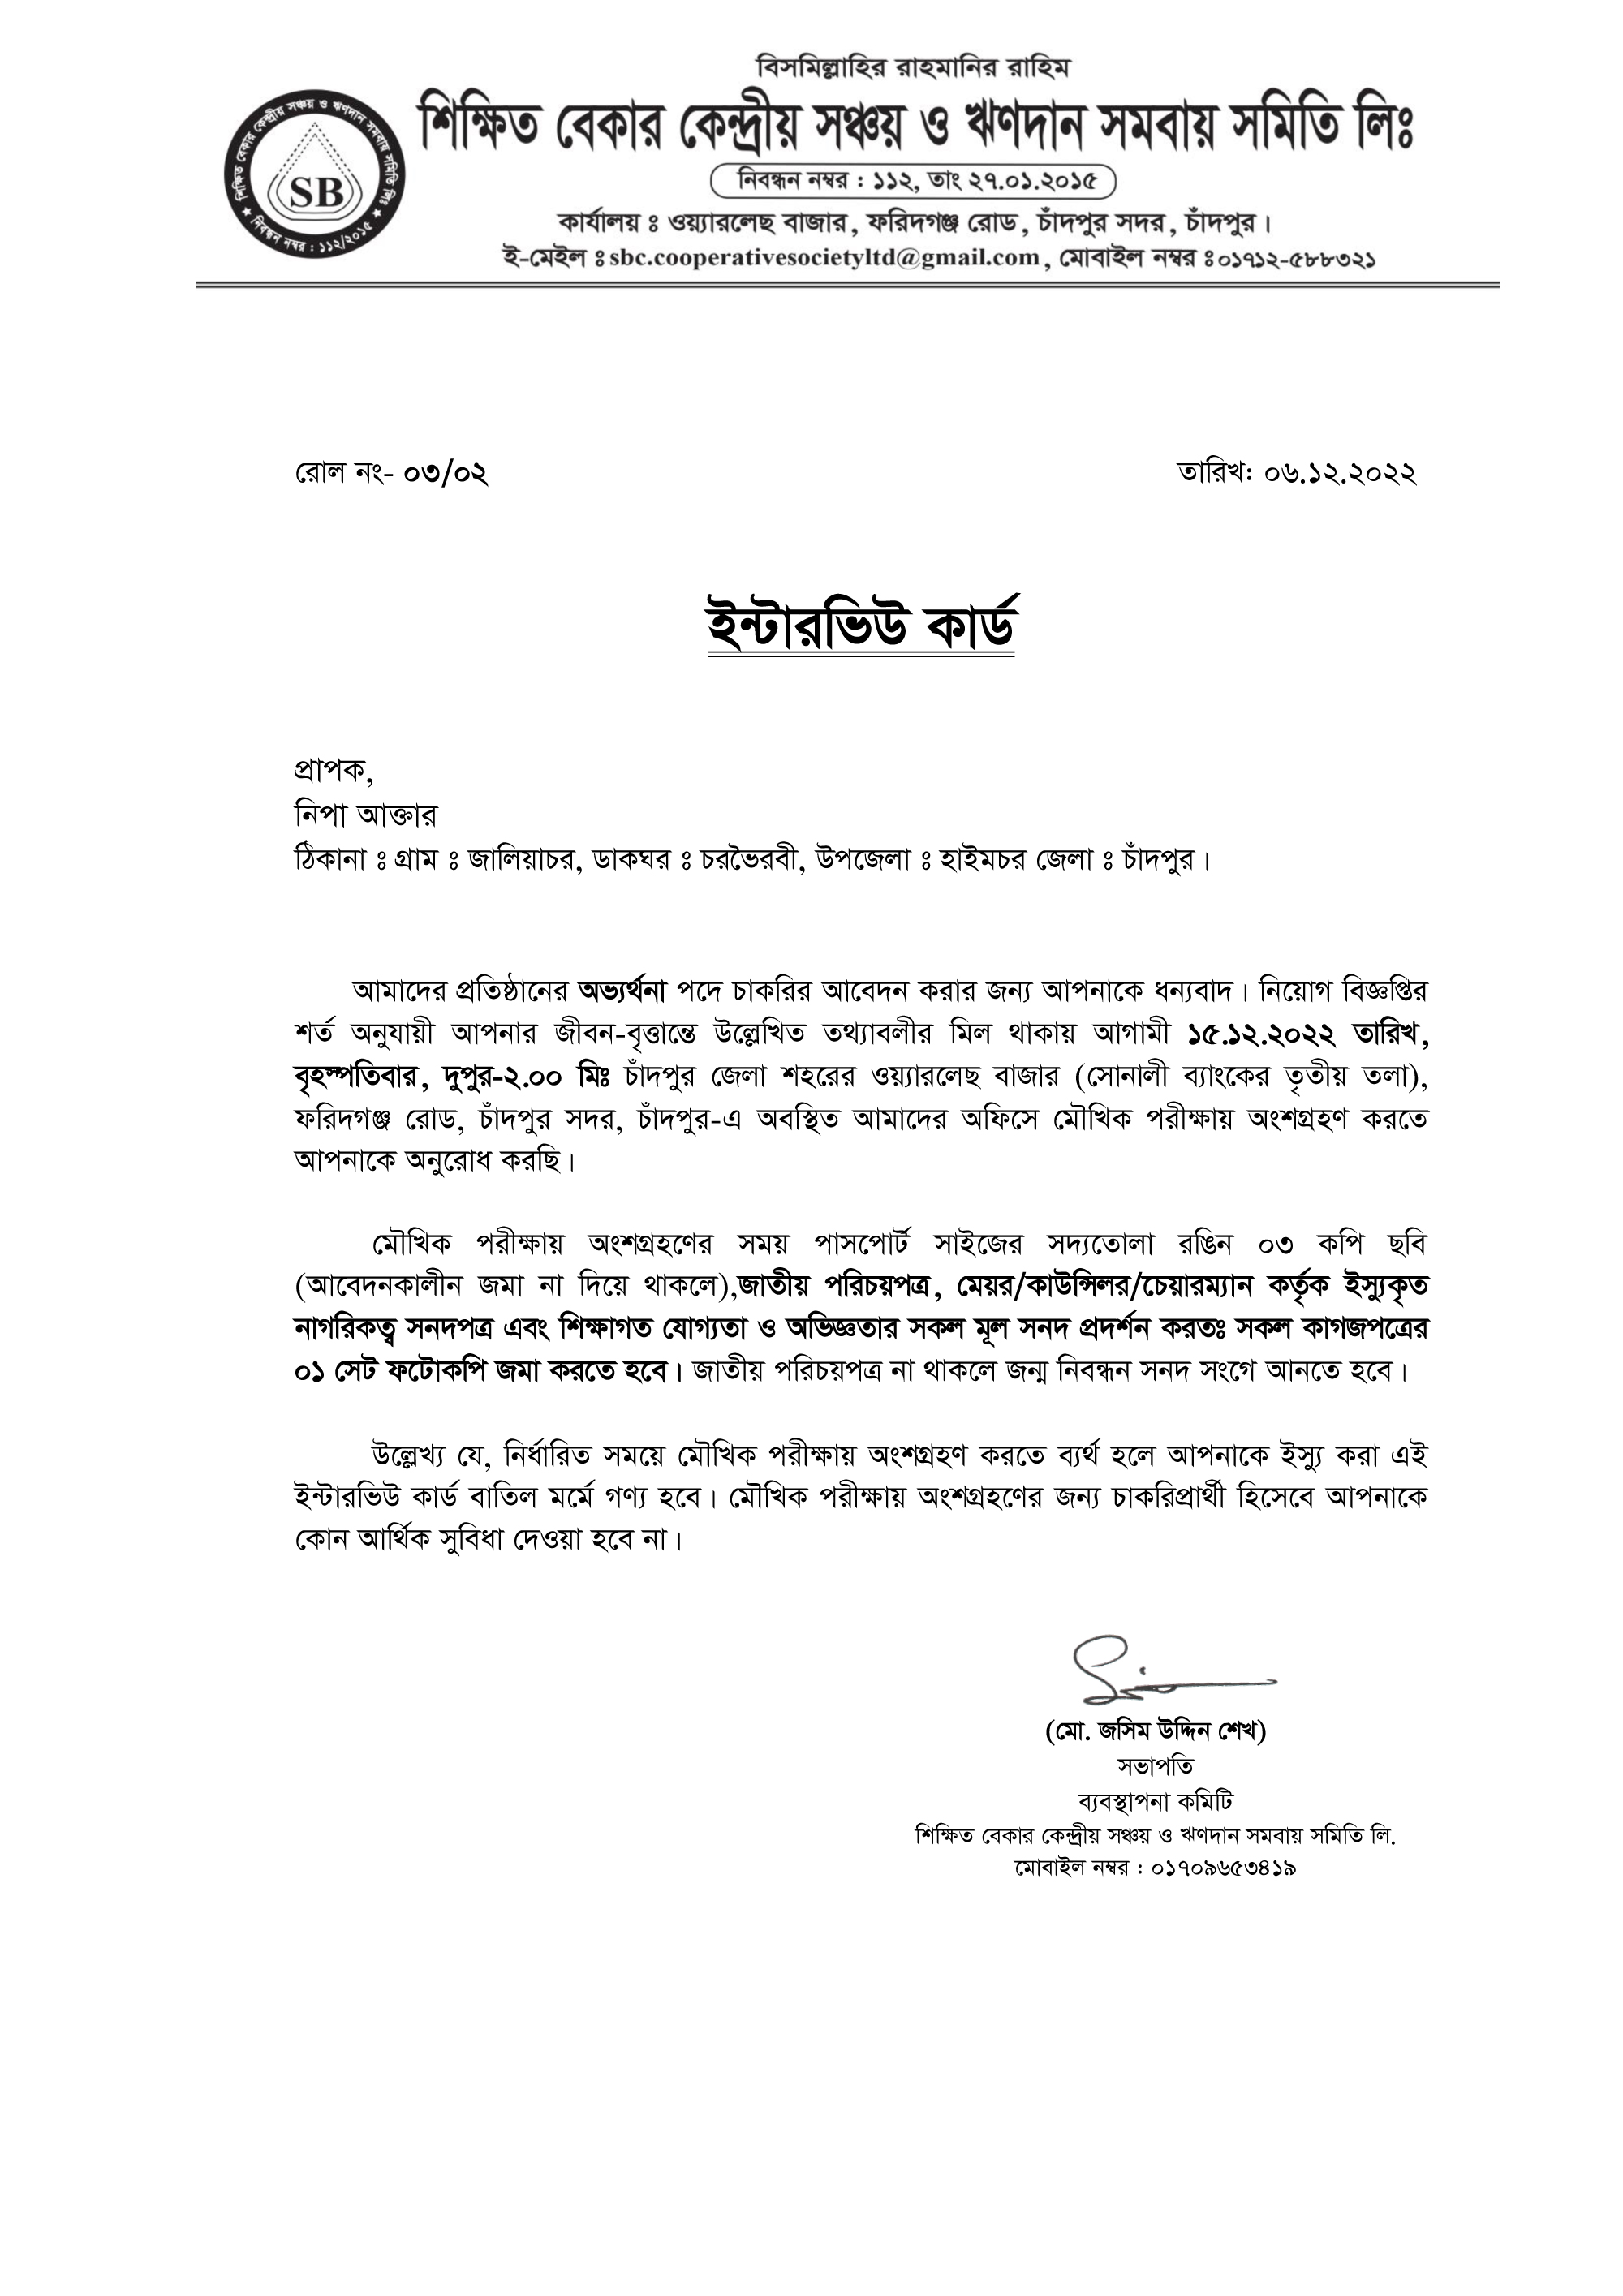 বিসমিল্লাহির রাহমানির রাহিম
শিক্ষিত বেকার কেন্দ্রীয় সঞ্চয় ও ঋণদান সমবায় সমিতি লিঃ
শিক্ষিত বেকার কেন্দ্রীয় সঞ্চয় ও ঋণদান সমবায় সমিতি লিঃ
SB
★ নিবন্ধন নম্বর : ১১২/২০১৫ ★
নিবন্ধন নম্বর : ১১২, তাং ২৭.০১.২০১৫
কার্যালয় ঃ ওয়্যারলেছ বাজার, ফরিদগঞ্জ রোড, চাঁদপুর সদর, চাঁদপুর।
ই-মেইল ঃ sbc.cooperativesocietyltd@gmail.com, মোবাইল নম্বর ঃ ০১৭১২-৫৮৮৩২১
রোল নং- ০৩/০২ তারিখ: ০৬.১২.২০২২
ইন্টারভিউ কার্ড
প্রাপক,
নিপা আক্তার
ঠিকানা ঃ গ্রাম ঃ জালিয়াচর, ডাকঘর ঃ চরভৈরবী, উপজেলা ঃ হাইমচর জেলা ঃ চাঁদপুর।
আমাদের প্রতিষ্ঠানের অভ্যর্থনা পদে চাকরির আবেদন করার জন্য আপনাকে ধন্যবাদ। নিয়োগ বিজ্ঞপ্তির
শর্ত অনুযায়ী আপনার জীবন-বৃত্তান্তে উল্লেখিত তথ্যাবলীর মিল থাকায় আগামী ১৫.১২.২০২২ তারিখ,
বৃহস্পতিবার, দুপুর-২.০০ মিঃ চাঁদপুর জেলা শহরের ওয়্যারলেছ বাজার (সোনালী ব্যাংকের তৃতীয় তলা),
ফরিদগঞ্জ রোড, চাঁদপুর সদর, চাঁদপুর-এ অবস্থিত আমাদের অফিসে মৌখিক পরীক্ষায় অংশগ্রহণ করতে
আপনাকে অনুরোধ করছি।
মৌখিক পরীক্ষায় অংশগ্রহণের সময় পাসপোর্ট সাইজের সদ্যতোলা রঙিন ০৩ কপি ছবি
(আবেদনকালীন জমা না দিয়ে থাকলে),জাতীয় পরিচয়পত্র, মেয়র/কাউন্সিলর/চেয়ারম্যান কর্তৃক ইস্যুকৃত
নাগরিকত্ব সনদপত্র এবং শিক্ষাগত যোগ্যতা ও অভিজ্ঞতার সকল মূল সনদ প্রদর্শন করতঃ সকল কাগজপত্রের
০১ সেট ফটোকপি জমা করতে হবে। জাতীয় পরিচয়পত্র না থাকলে জন্ম নিবন্ধন সনদ সংগে আনতে হবে।
উল্লেখ্য যে, নির্ধারিত সময়ে মৌখিক পরীক্ষায় অংশগ্রহণ করতে ব্যর্থ হলে আপনাকে ইস্যু করা এই
ইন্টারভিউ কার্ড বাতিল মর্মে গণ্য হবে। মৌখিক পরীক্ষায় অংশগ্রহণের জন্য চাকরিপ্রার্থী হিসেবে আপনাকে
কোন আর্থিক সুবিধা দেওয়া হবে না।
(মো. জসিম উদ্দিন শেখ)
সভাপতি
ব্যবস্থাপনা কমিটি
শিক্ষিত বেকার কেন্দ্রীয় সঞ্চয় ও ঋণদান সমবায় সমিতি লি.
মোবাইল নম্বর : ০১৭০৯৬৫৩৪১৯